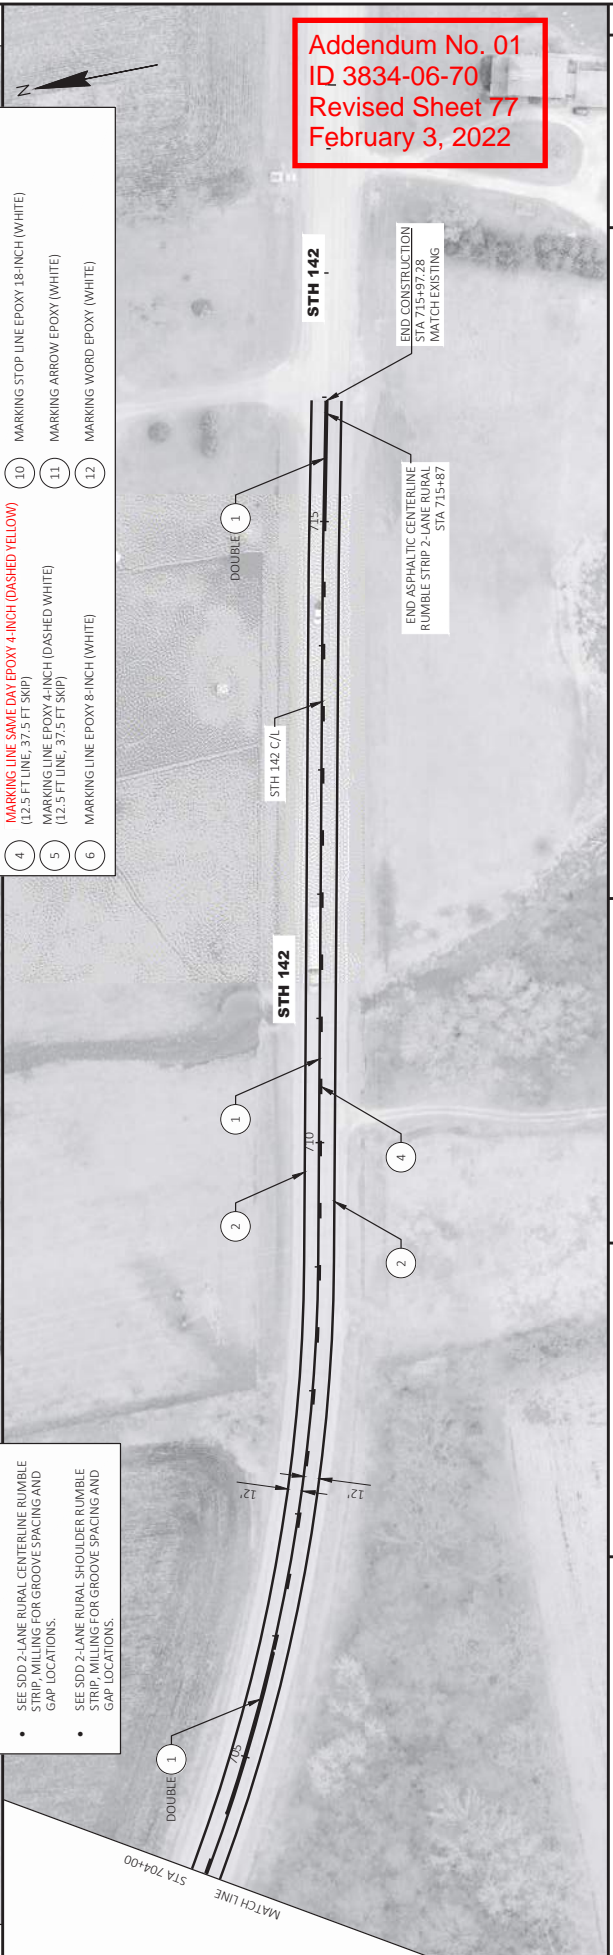 Addendum No. 01
ID 3834-06-70
Revised Sheet 77
February 3, 2022
N
4 MARKING LINE SAME DAY EPOXY 4-INCH (DASHED YELLOW)
(12.5 FT LINE, 37.5 FT SKIP)
5 MARKING LINE EPOXY 4-INCH (DASHED WHITE)
(12.5 FT LINE, 37.5 FT SKIP)
6 MARKING LINE EPOXY 8-INCH (WHITE)
10 MARKING STOP LINE EPOXY 18-INCH (WHITE)
11 MARKING ARROW EPOXY (WHITE)
12 MARKING WORD EPOXY (WHITE)
• SEE SDD 2-LANE RURAL CENTERLINE RUMBLE
STRIP, MILLING FOR GROOVE SPACING AND
GAP LOCATIONS.
• SEE SDD 2-LANE RURAL SHOULDER RUMBLE
STRIP, MILLING FOR GROOVE SPACING AND
GAP LOCATIONS.
STA 704+00
MATCH LINE
DOUBLE 1
705
12'
12'
2
1
710
2
4
STH 142
STH 142 C/L
DOUBLE 1
715
STH 142
END ASPHALTIC CENTERLINE
RUMBLE STRIP 2-LANE RURAL
STA 715+87
END CONSTRUCTION
STA 715+97.28
MATCH EXISTING